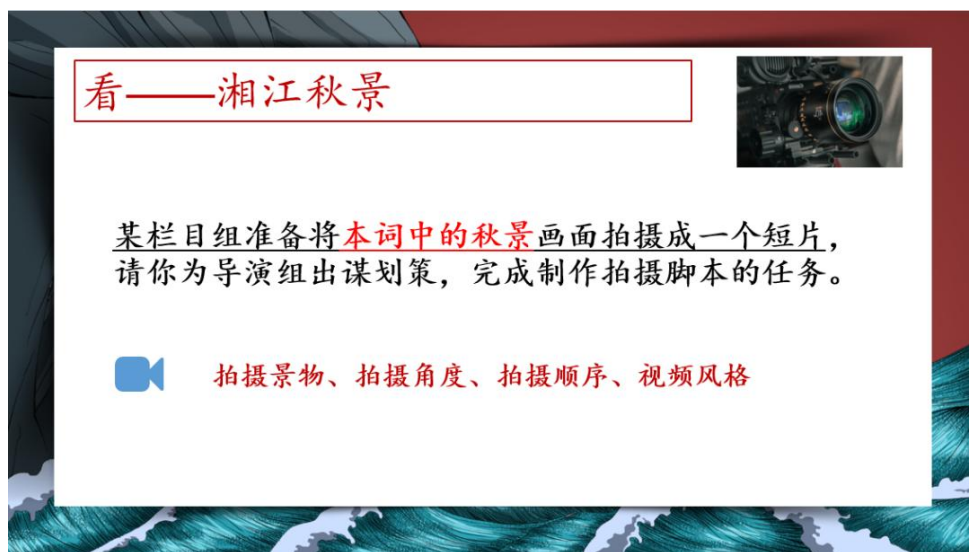 看——湘江秋景
某栏目组准备将本词中的秋景画面拍摄成一个短片，
请你为导演组出谋划策，完成制作拍摄脚本的任务。
拍摄景物、拍摄角度、拍摄顺序、视频风格